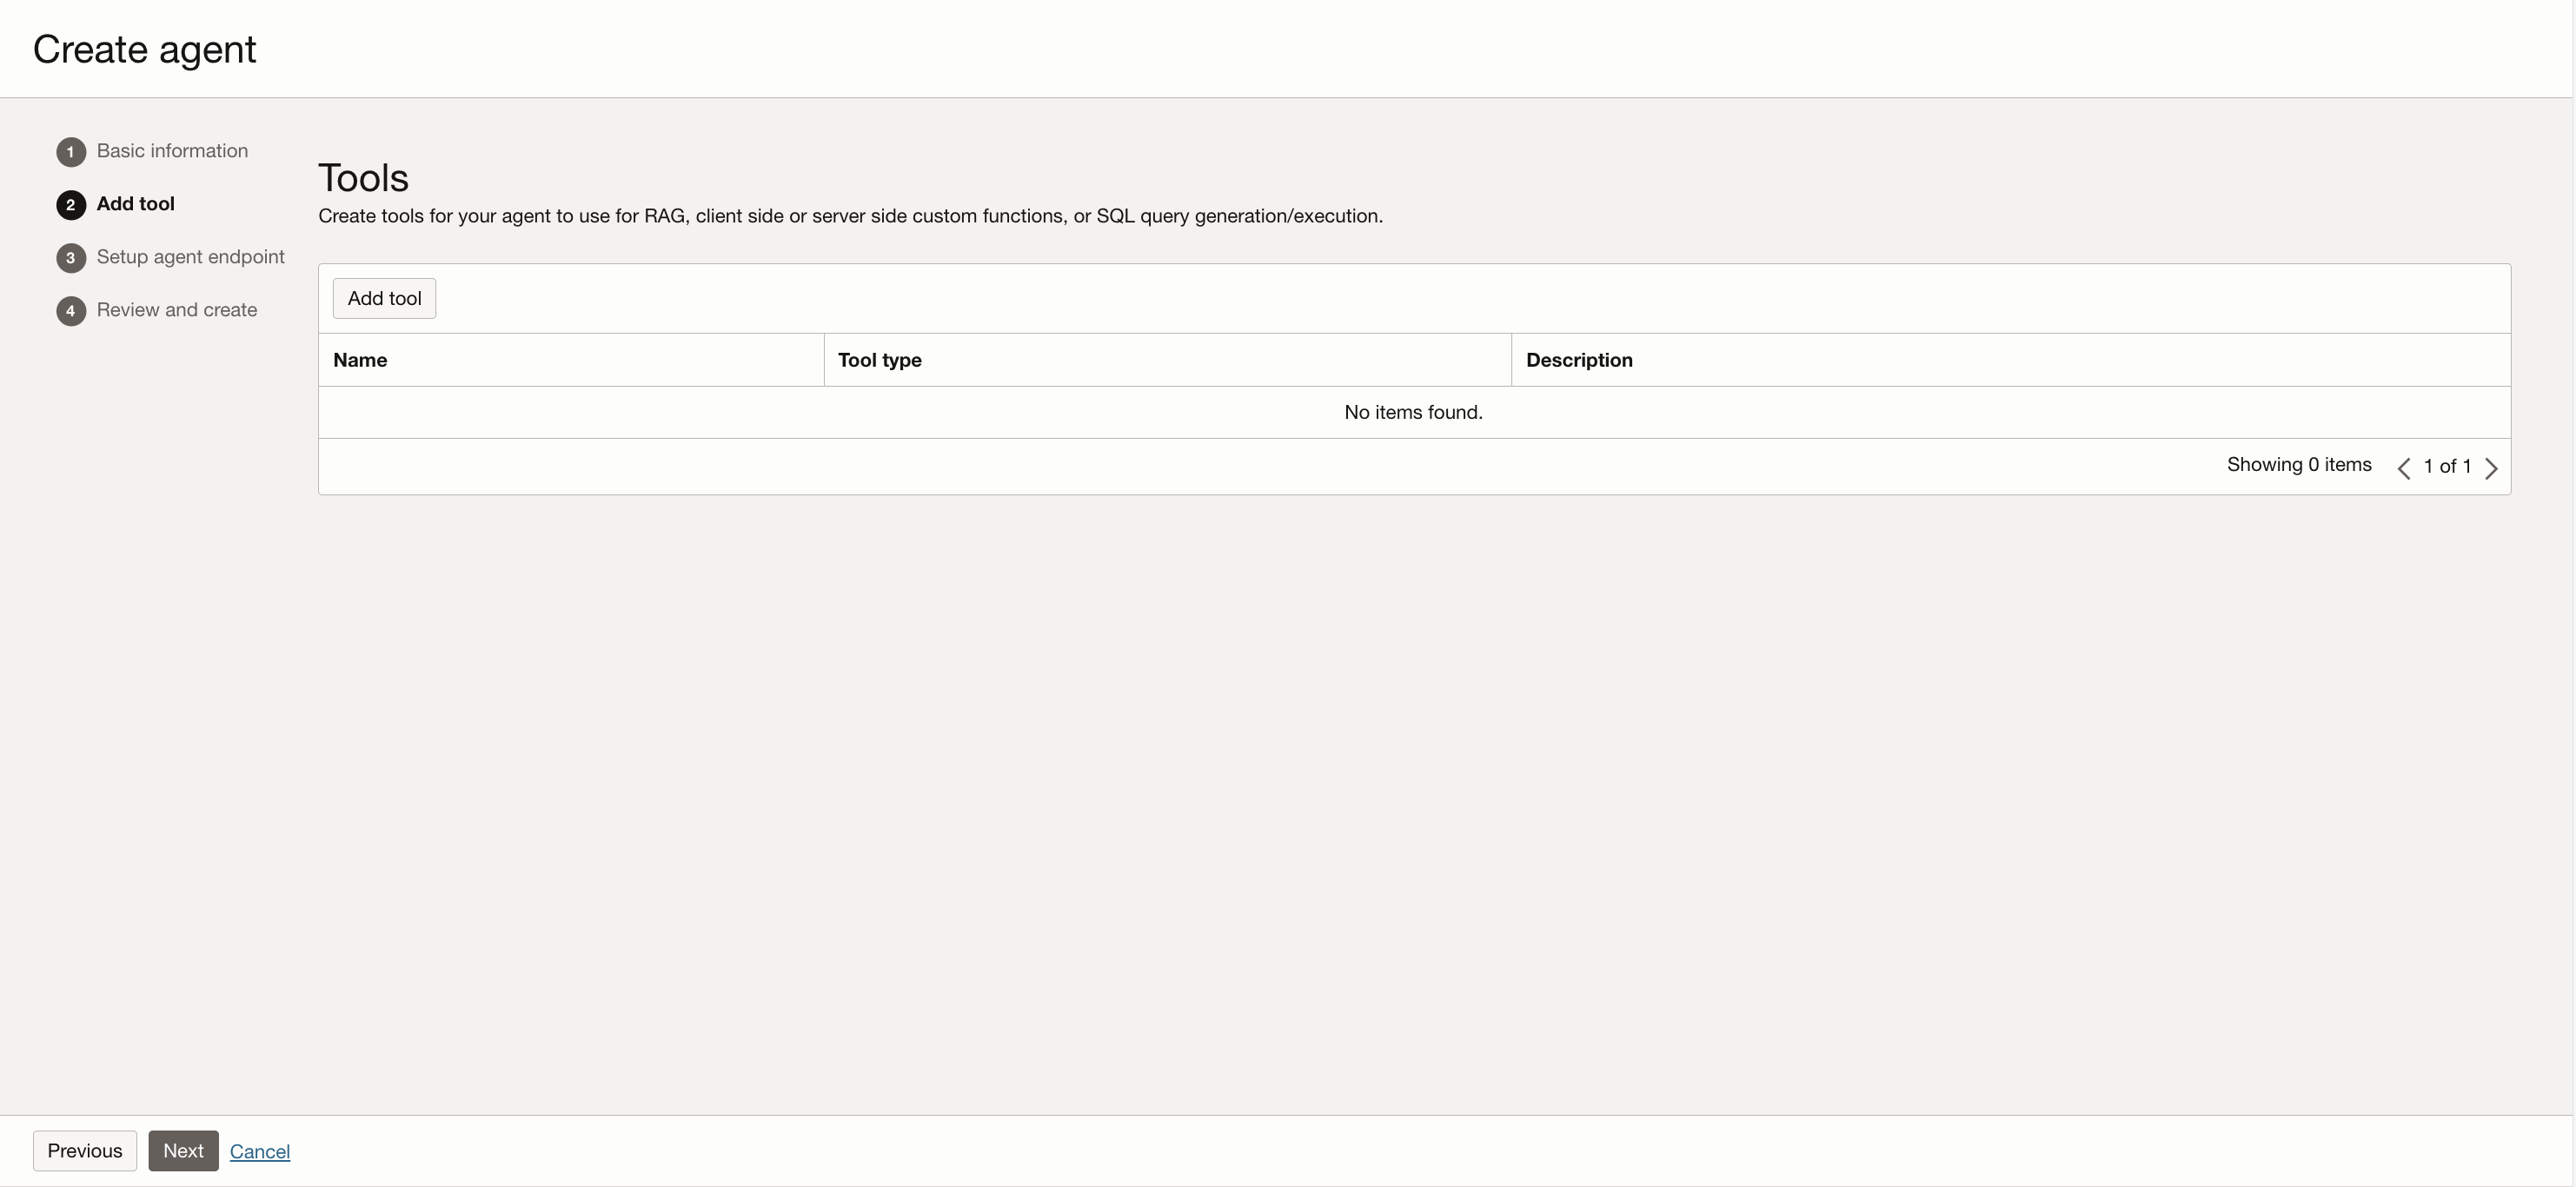 Create agent
1 Basic information
2 Add tool
3 Setup agent endpoint
4 Review and create
Tools
Create tools for your agent to use for RAG, client side or server side custom functions, or SQL query generation/execution.
Add tool
Name Tool type Description
No items found.
Showing 0 items 1 of 1
Previous Next Cancel